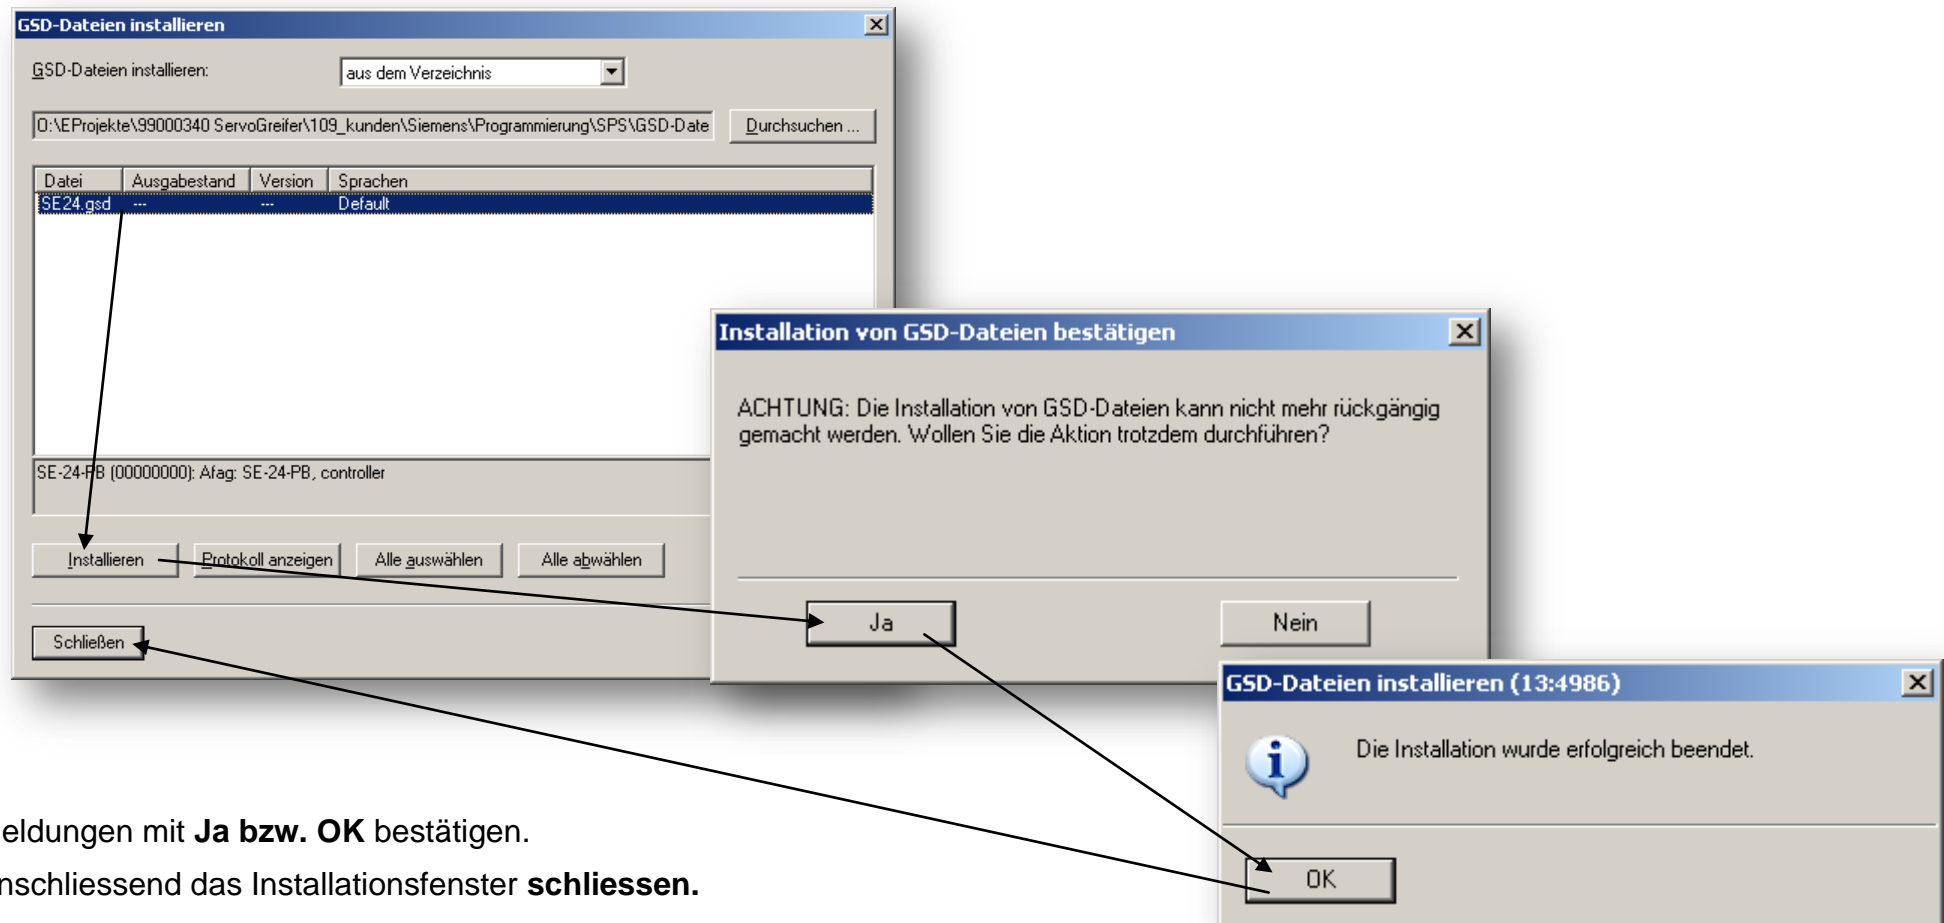 GSD-Dateien installieren
GSD-Dateien installieren:
aus dem Verzeichnis
O:\EProjekte\99000340 ServoGreifer\109_kunden\Siemens\Programmierung\SPS\GSD-Date
Durchsuchen ...
Datei Ausgabestand Version Sprachen
SE24.gsd --- --- Default
SE-24-PB (00000000): Afag: SE-24-PB, controller
Installieren Protokoll anzeigen Alle auswählen Alle abwählen
Schließen
Installation von GSD-Dateien bestätigen
ACHTUNG: Die Installation von GSD-Dateien kann nicht mehr rückgängig
gemacht werden. Wollen Sie die Aktion trotzdem durchführen?
Ja Nein
GSD-Dateien installieren (13:4986)
Die Installation wurde erfolgreich beendet.
OK
eldungen mit Ja bzw. OK bestätigen.
nschliessend das Installationsfenster schliessen.